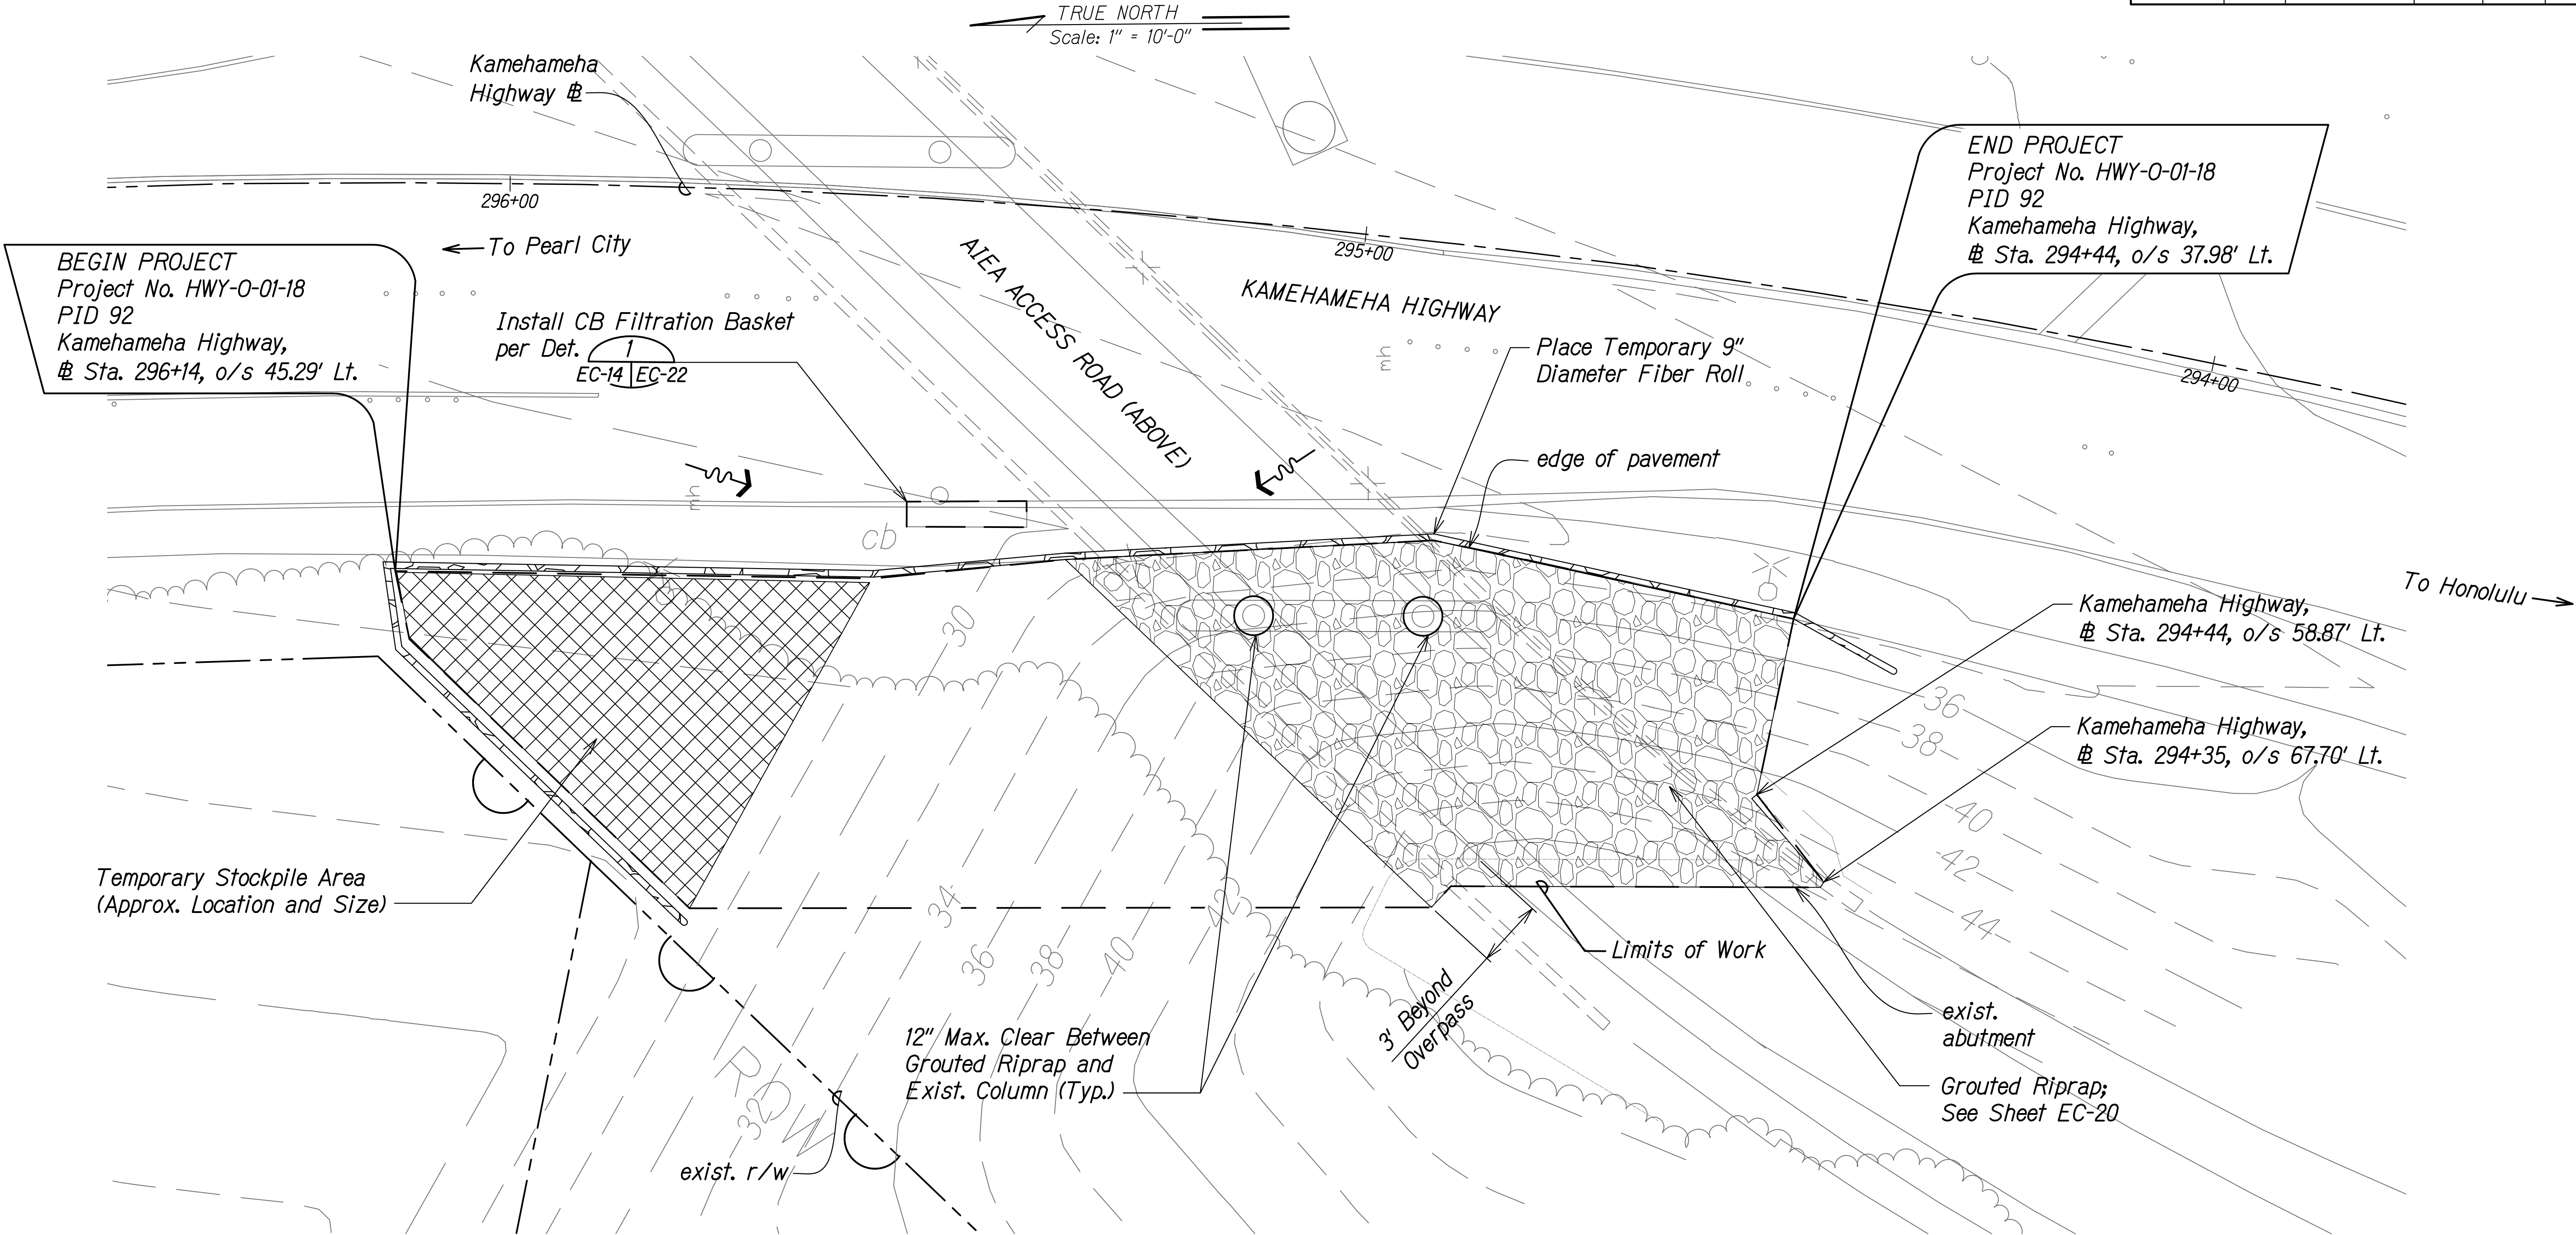 TRUE NORTH
Scale: 1" = 10'-0"
Kamehameha
Highway ℄
296+00
To Pearl City
BEGIN PROJECT
Project No. HWY-O-01-18
PID 92
Kamehameha Highway,
℄ Sta. 296+14, o/s 45.29' Lt.
Install CB Filtration Basket
per Det.
1
EC-14 EC-22
AIEA ACCESS ROAD (ABOVE)
KAMEHAMEHA HIGHWAY
295+00
END PROJECT
Project No. HWY-O-01-18
PID 92
Kamehameha Highway,
℄ Sta. 294+44, o/s 37.98' Lt.
294+00
Place Temporary 9"
Diameter Fiber Roll
edge of pavement
cb
To Honolulu
Kamehameha Highway,
℄ Sta. 294+44, o/s 58.87' Lt.
Kamehameha Highway,
℄ Sta. 294+35, o/s 67.70' Lt.
30
36
38
40
42
44
Temporary Stockpile Area
(Approx. Location and Size)
34
36
38
40
42
32
ROW
exist. r/w
12" Max. Clear Between
Grouted Riprap and
Exist. Column (Typ.)
3' Beyond
Overpass
Limits of Work
exist.
abutment
Grouted Riprap;
See Sheet EC-20